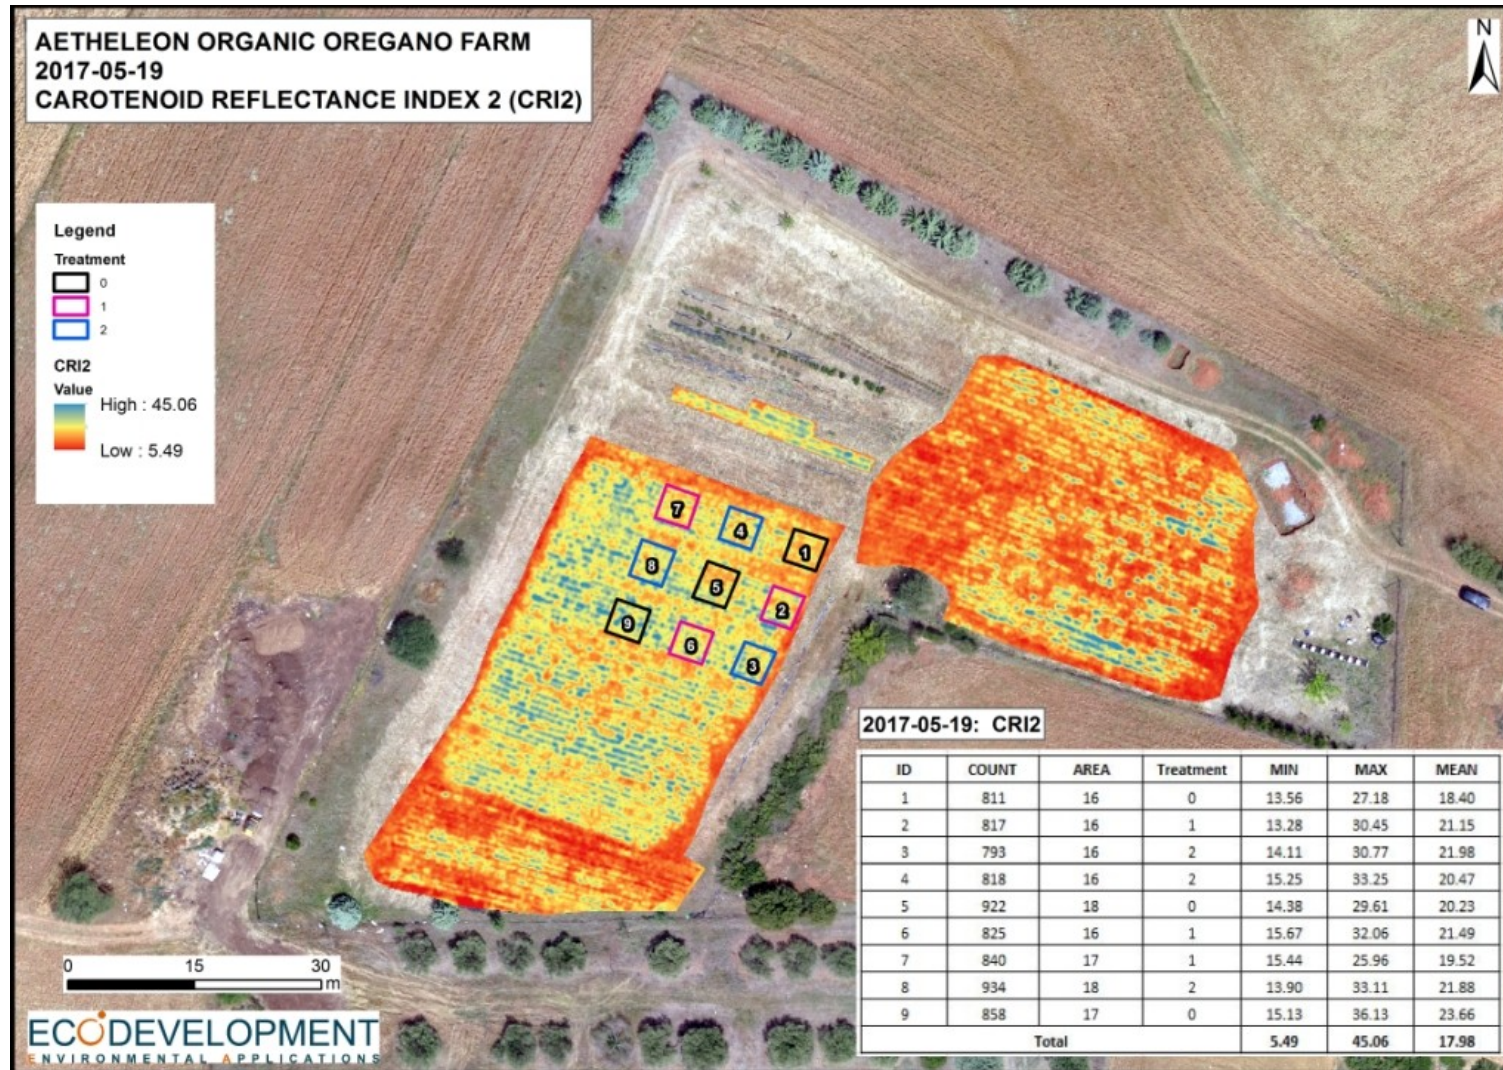 AETHELEON ORGANIC OREGANO FARM
2017-05-19
CAROTENOID REFLECTANCE INDEX 2 (CRI2)
N
Legend
Treatment
0
1
2
CRI2
Value
High : 45.06
Low : 5.49
7
4
1
8
5
2
9
6
3
2017-05-19: CRI2
ID COUNT AREA Treatment MIN MAX MEAN
1 811 16 0 13.56 27.18 18.40
2 817 16 1 13.28 30.45 21.15
3 793 16 2 14.11 30.77 21.98
4 818 16 2 15.25 33.25 20.47
5 922 18 0 14.38 29.61 20.23
6 825 16 1 15.67 32.06 21.49
7 840 17 1 15.44 25.96 19.52
8 934 18 2 13.90 33.11 21.88
9 858 17 0 15.13 36.13 23.66
Total 5.49 45.06 17.98
0 15 30
m
ECODEVELOPMENT
ENVIRONMENTAL APPLICATIONS